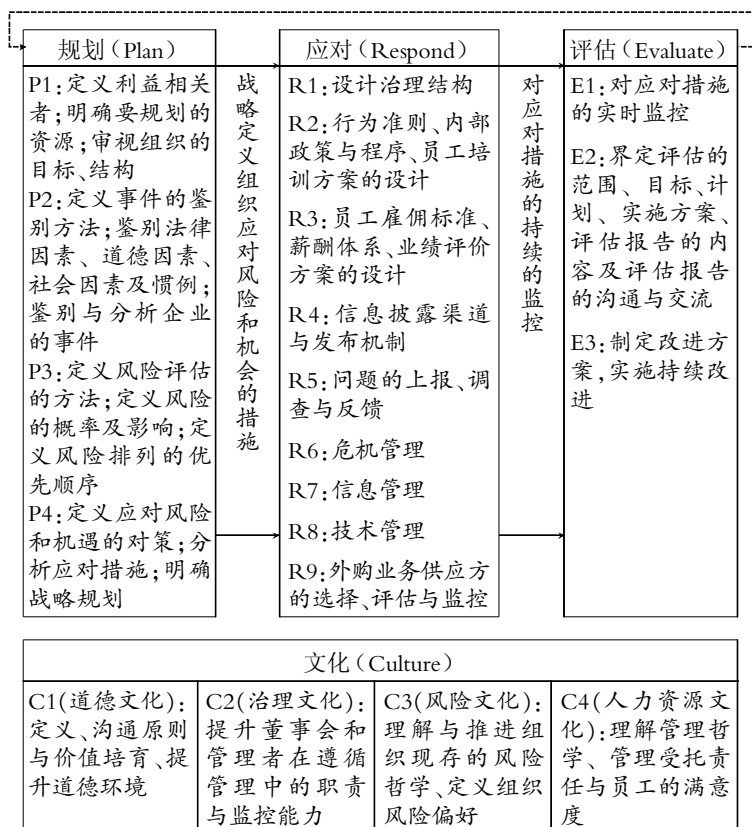 规划(Plan)
P1:定义利益相关
者;明确要规划的
资源;审视组织的
目标、结构
P2:定义事件的鉴
别方法;鉴别法律
因素、道德因素、
社会因素及惯例;
鉴别与分析企业
的事件
P3:定义风险评估
的方法;定义风险
的概率及影响;定
义风险排列的优
先顺序
P4:定义应对风险
和机遇的对策;分
析应对措施;明确
战略规划
战略定义组织应对风险和机会的措施
应对(Respond)
R1:设计治理结构
R2:行为准则、内部
政策与程序、员工培
训方案的设计
R3:员工雇佣标准、
薪酬体系、业绩评价
方案的设计
R4:信息披露渠道
与发布机制
R5:问题的上报、调
查与反馈
R6:危机管理
R7:信息管理
R8:技术管理
R9:外购业务供应方
的选择、评估与监控
对应对措施的持续的监控
评估(Evaluate)
E1:对应对措施
的实时监控
E2:界定评估的
范围、目标、计
划、实施方案、
评估报告的内
容及评估报告
的沟通与交流
E3:制定改进方
案,实施持续改
进
文化(Culture)
C1(道德文化):
定义、沟通原则
与价值培育、提
升道德环境
C2(治理文化):
提升董事会和
管理者在遵循
管理中的职责
与监控能力
C3(风险文化):
理解与推进组
织现存的风险
哲学、定义组织
风险偏好
C4(人力资源文
化):理解管理哲
学、管理受托责
任与员工的满意
度